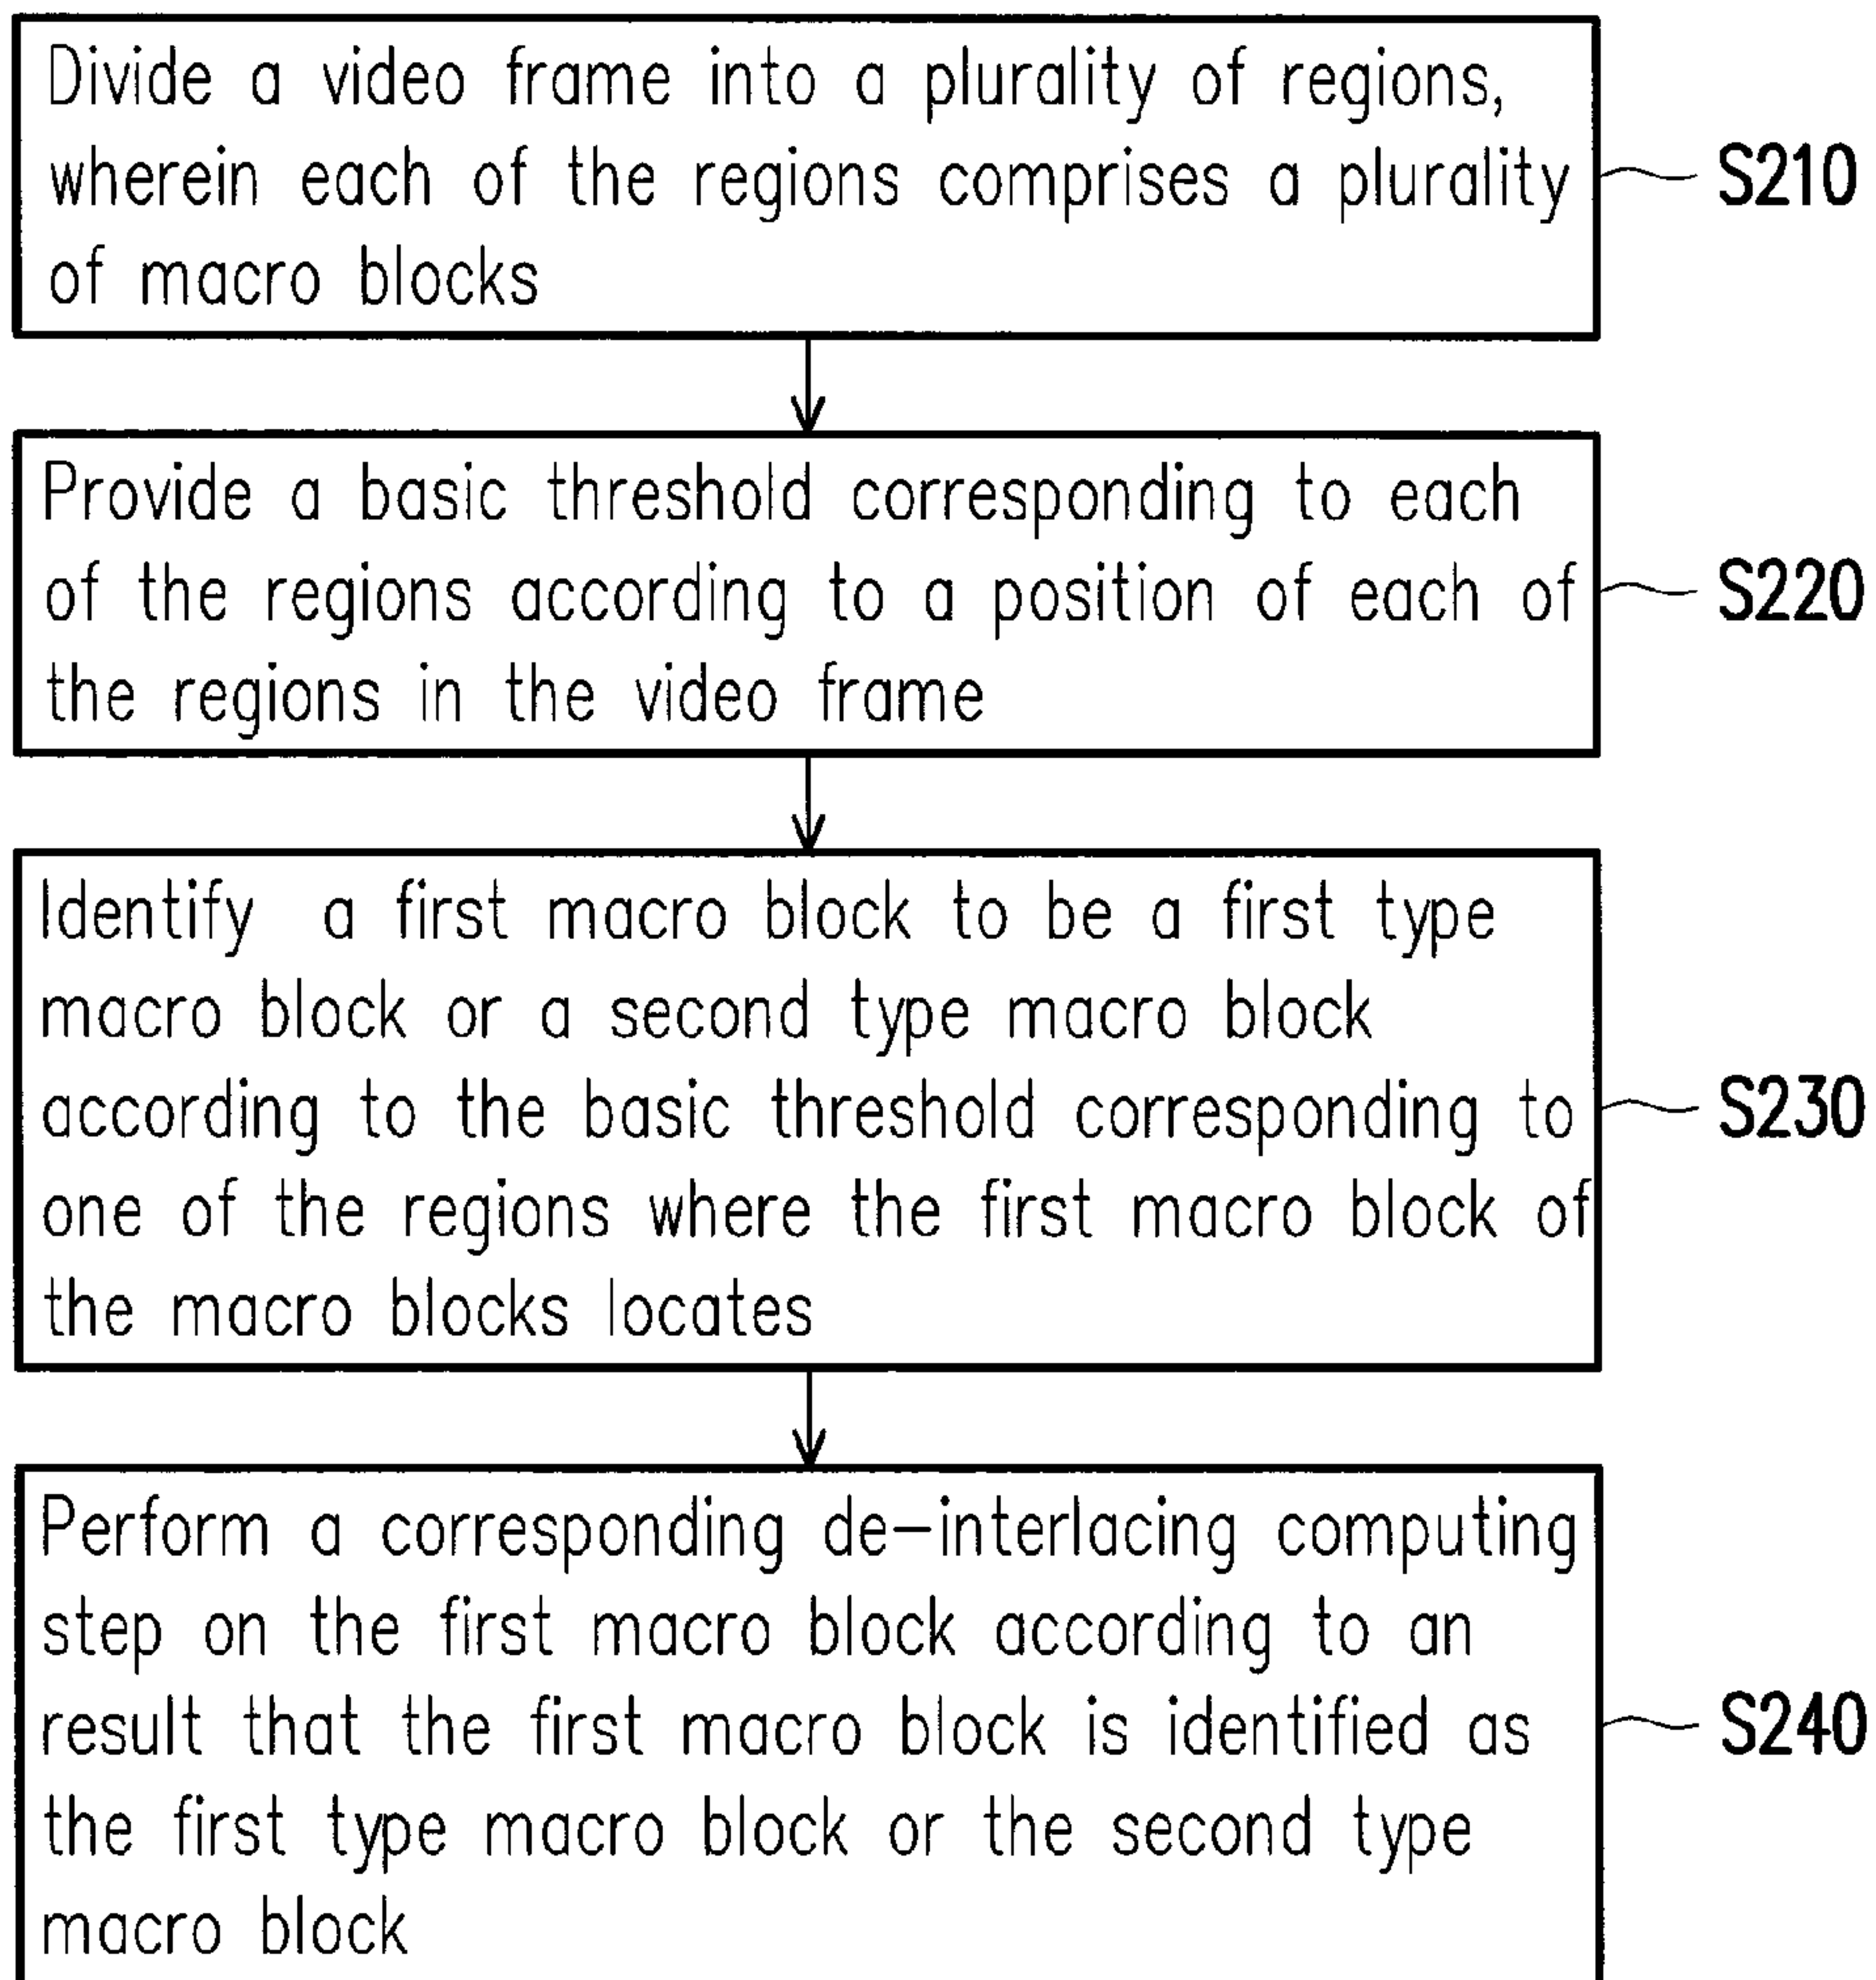 Divide a video frame into a plurality of regions,
wherein each of the regions comprises a plurality
of macro blocks
S210
Provide a basic threshold corresponding to each
of the regions according to a position of each of
the regions in the video frame
S220
Identify a first macro block to be a first type
macro block or a second type macro block
according to the basic threshold corresponding to
one of the regions where the first macro block of
the macro blocks locates
S230
Perform a corresponding de-interlacing computing
step on the first macro block according to an
result that the first macro block is identified as
the first type macro block or the second type
macro block
S240